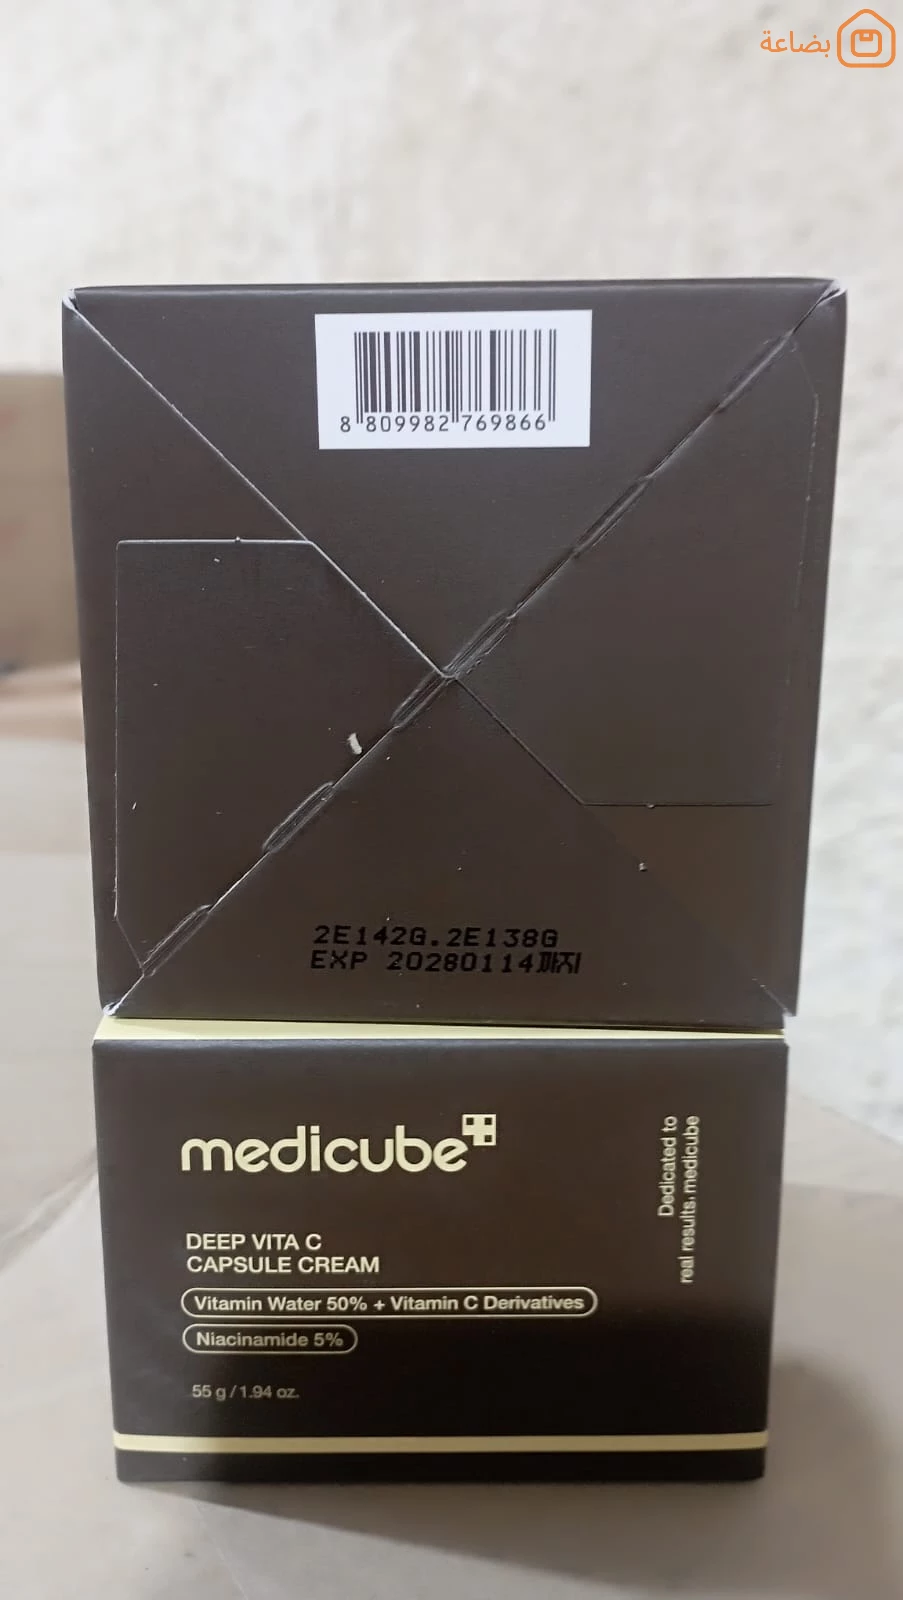 بضاعة
8 809982 769866
2E142G.2E138G
EXP 20280114까지
medicube
Dedicated to
real results. medicube
DEEP VITA C
CAPSULE CREAM
Vitamin Water 50% + Vitamin C Derivatives
Niacinamide 5%
55 g / 1.94 oz.